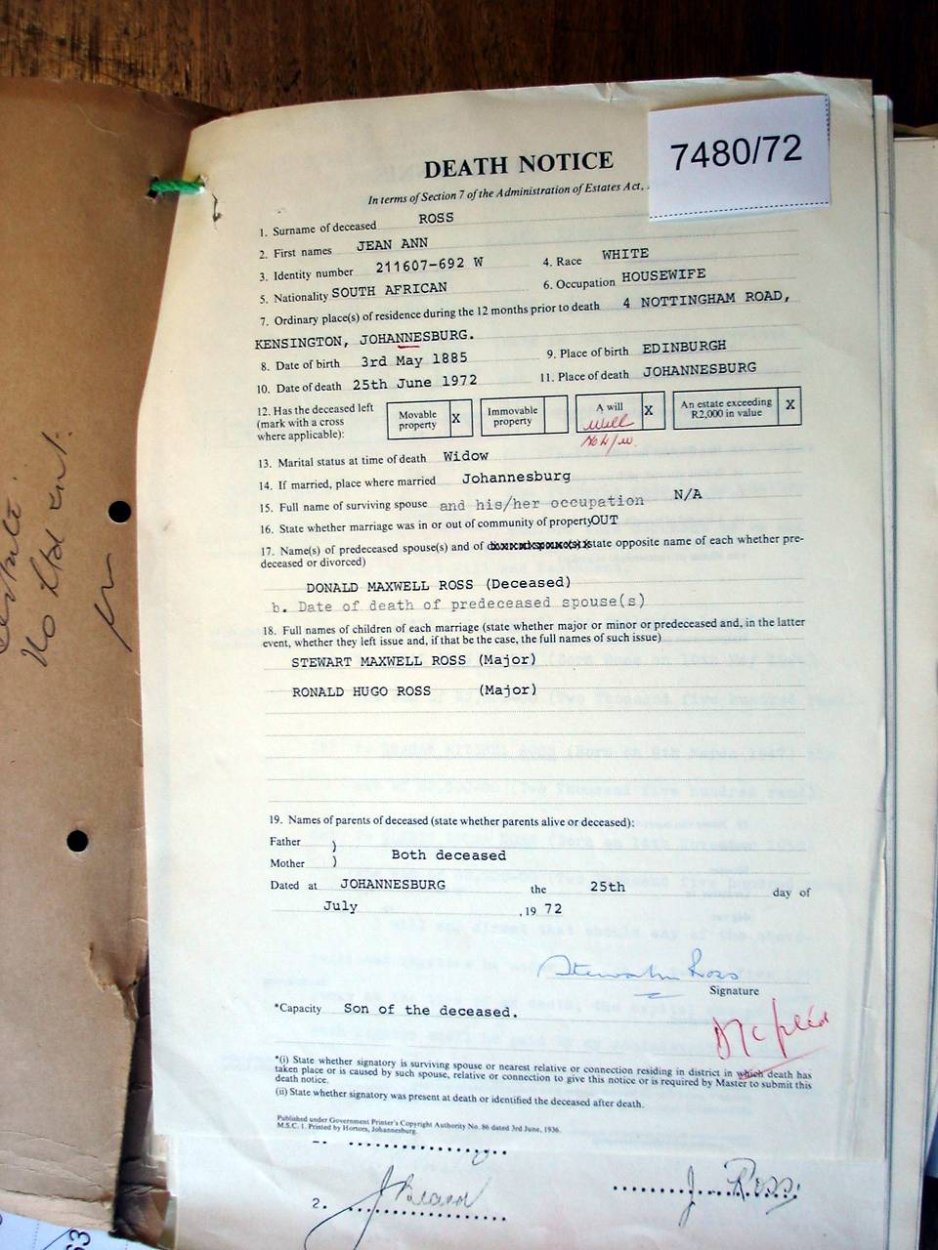 7480/72
DEATH NOTICE
In terms of Section 7 of the Administration of Estates Act,
1. Surname of deceased ROSS
2. First names JEAN ANN
3. Identity number 211607-692 W 4. Race WHITE
5. Nationality SOUTH AFRICAN 6. Occupation HOUSEWIFE
7. Ordinary place(s) of residence during the 12 months prior to death 4 NOTTINGHAM ROAD,
KENSINGTON, JOHANNESBURG.
8. Date of birth 3rd May 1885 9. Place of birth EDINBURGH
10. Date of death 25th June 1972 11. Place of death JOHANNESBURG
12. Has the deceased left (mark with a cross where applicable): Movable property X Immovable property A will X An estate exceeding R2,000 in value X
Will
13. Marital status at time of death Widow
14. If married, place where married Johannesburg
15. Full name of surviving spouse and his/her occupation N/A
16. State whether marriage was in or out of community of property OUT
17. Name(s) of predeceased spouse(s) and of state opposite name of each whether pre-
deceased or divorced)
DONALD MAXWELL ROSS (Deceased)
b. Date of death of predeceased spouse(s)
18. Full names of children of each marriage (state whether major or minor or predeceased and, in the latter
event, whether they left issue and, if that be the case, the full names of such issue)
STEWART MAXWELL ROSS (Major)
RONALD HUGO ROSS (Major)
19. Names of parents of deceased (state whether parents alive or deceased):
Father )
Mother ) Both deceased
Dated at JOHANNESBURG the 25th day of
July , 19 72
Ross
Signature
*Capacity Son of the deceased.
*(i) State whether signatory is surviving spouse or nearest relative or connection residing in district in which death has
taken place or is caused by such spouse, relative or connection to give this notice or is required by Master to submit this
death notice.
(ii) State whether signatory was present at death or identified the deceased after death.
Published under Government Printer's Copyright Authority No. 86 dated 3rd June, 1936.
M.S.C. 1. Printed by Hortors, Johannesburg.
2. J. Ross